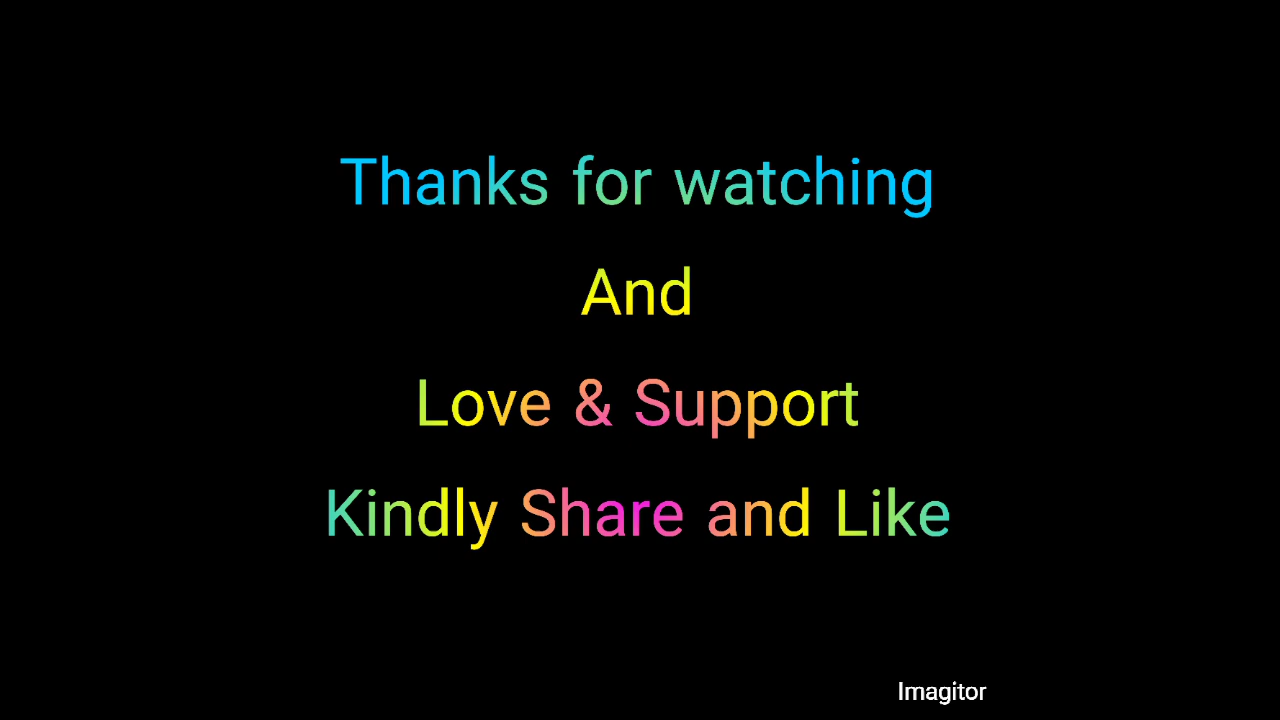 Thanks for watching
And
Love & Support
Kindly Share and Like
Imagitor